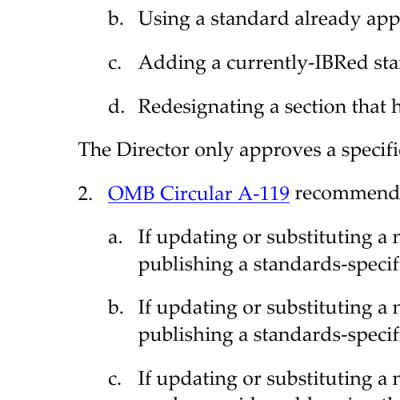 b. Using a standard already app
c. Adding a currently-IBRed sta
d. Redesignating a section that h
The Director only approves a specifi
2. OMB Circular A-119 recommend
a. If updating or substituting a
publishing a standards-specif
b. If updating or substituting a
publishing a standards-specif
c. If updating or substituting a